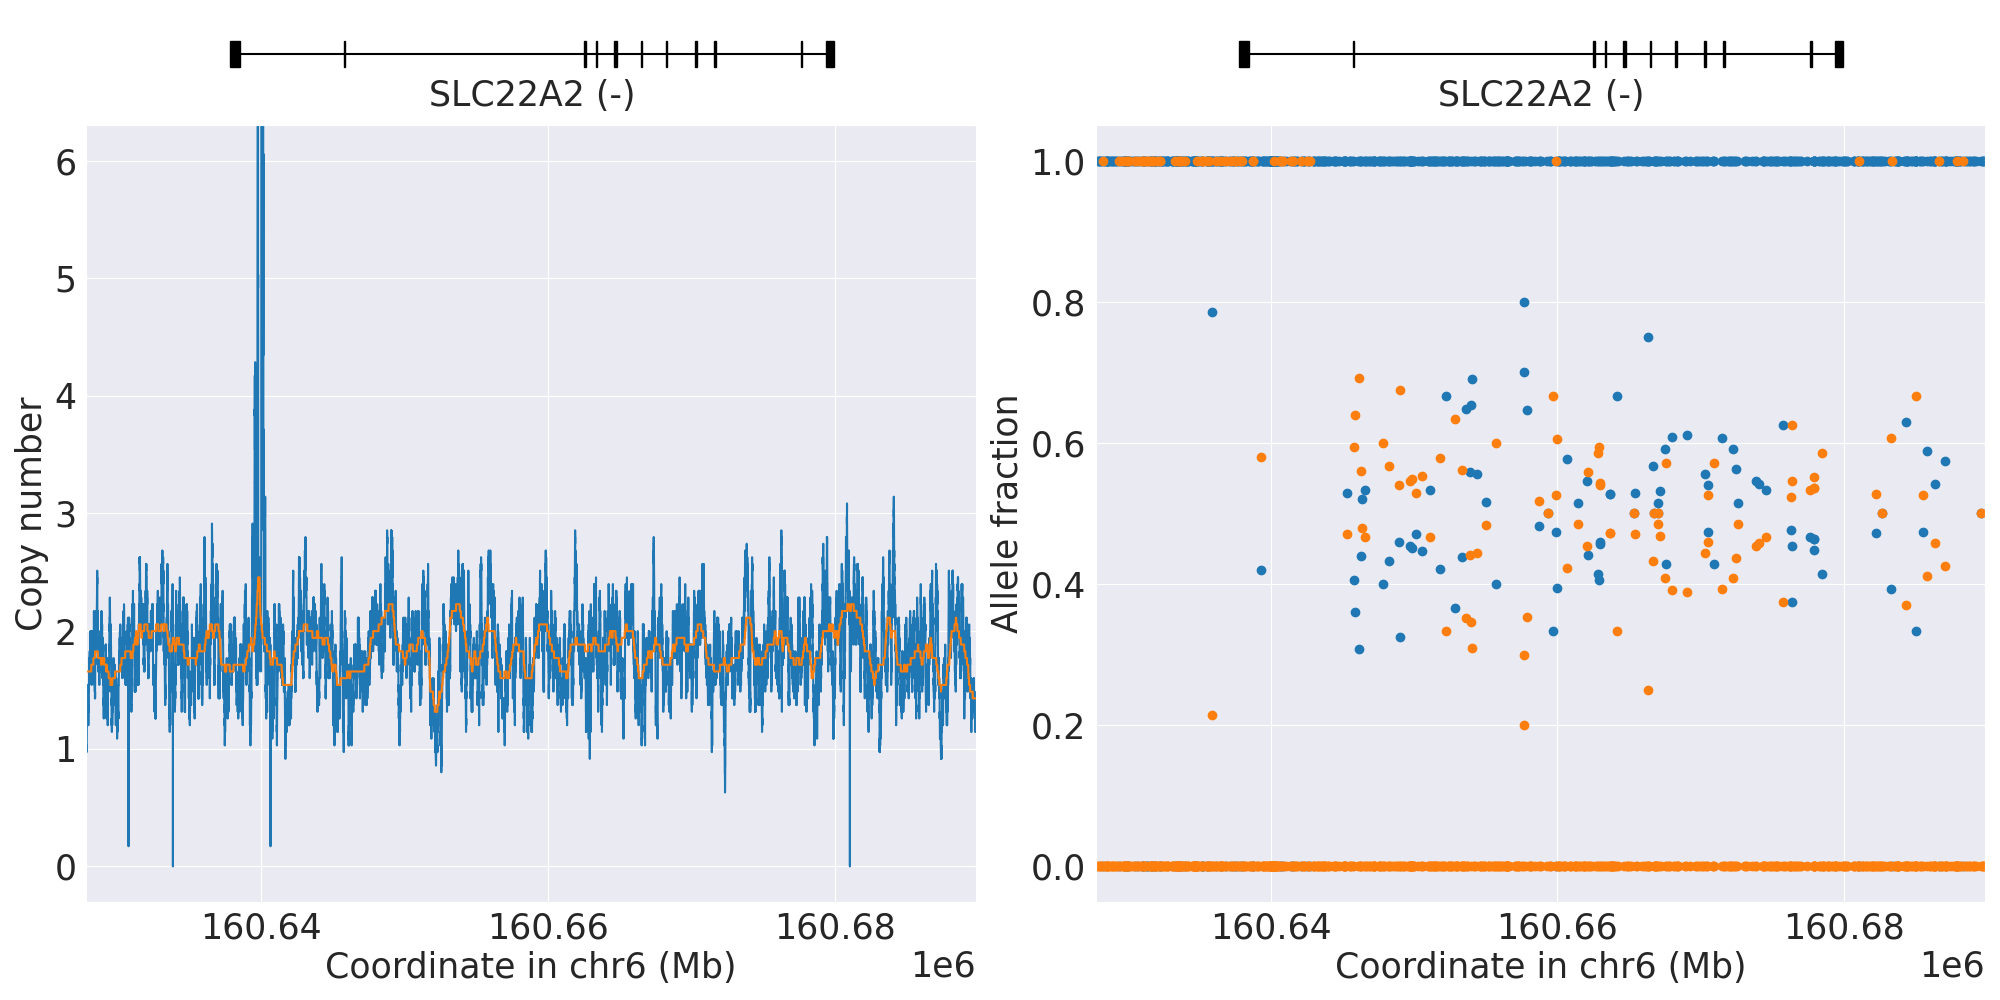 SLC22A2 (-)
6
5
4
3
2
1
0
Copy number
160.64 160.66 160.68
Coordinate in chr6 (Mb) 1e6
SLC22A2 (-)
1.0
0.8
0.6
0.4
0.2
0.0
Allele fraction
160.64 160.66 160.68
Coordinate in chr6 (Mb) 1e6